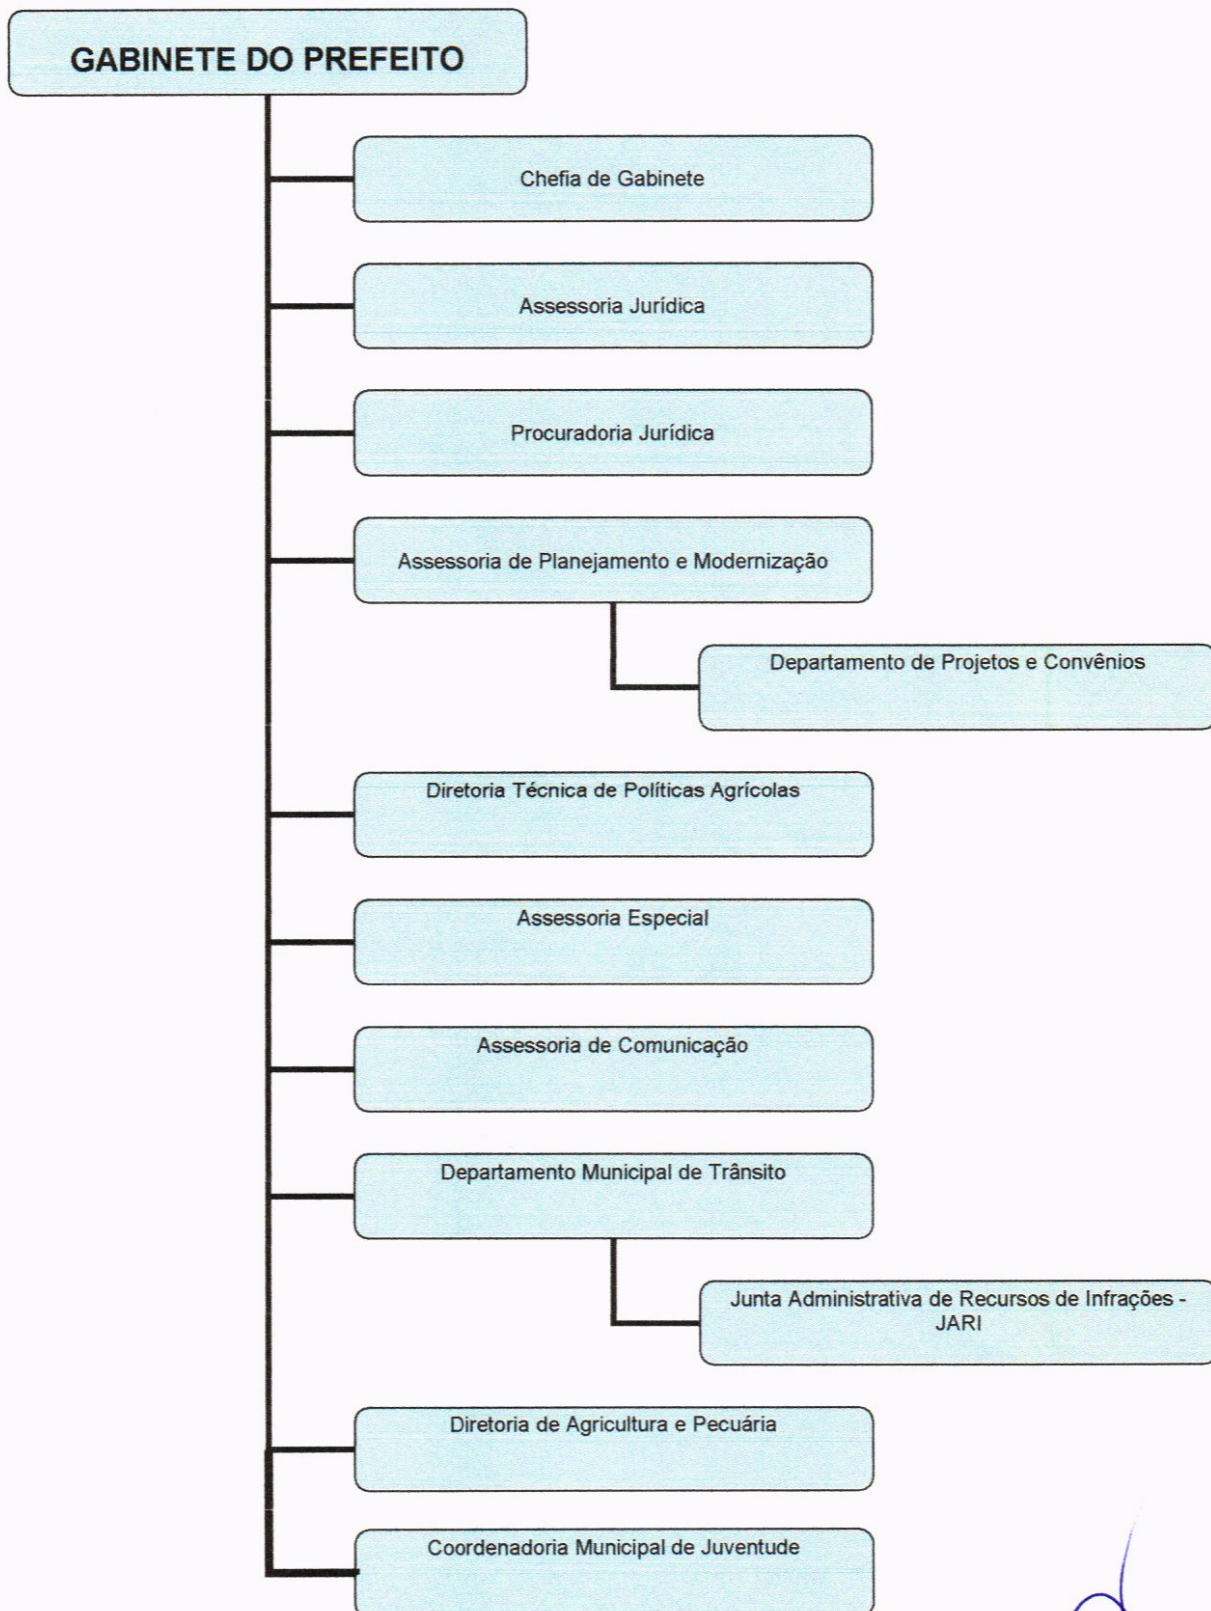 GABINETE DO PREFEITO
Chefia de Gabinete
Assessoria Jurídica
Procuradoria Jurídica
Assessoria de Planejamento e Modernização
Departamento de Projetos e Convênios
Diretoria Técnica de Políticas Agrícolas
Assessoria Especial
Assessoria de Comunicação
Departamento Municipal de Trânsito
Junta Administrativa de Recursos de Infrações -
JARI
Diretoria de Agricultura e Pecuária
Coordenadoria Municipal de Juventude